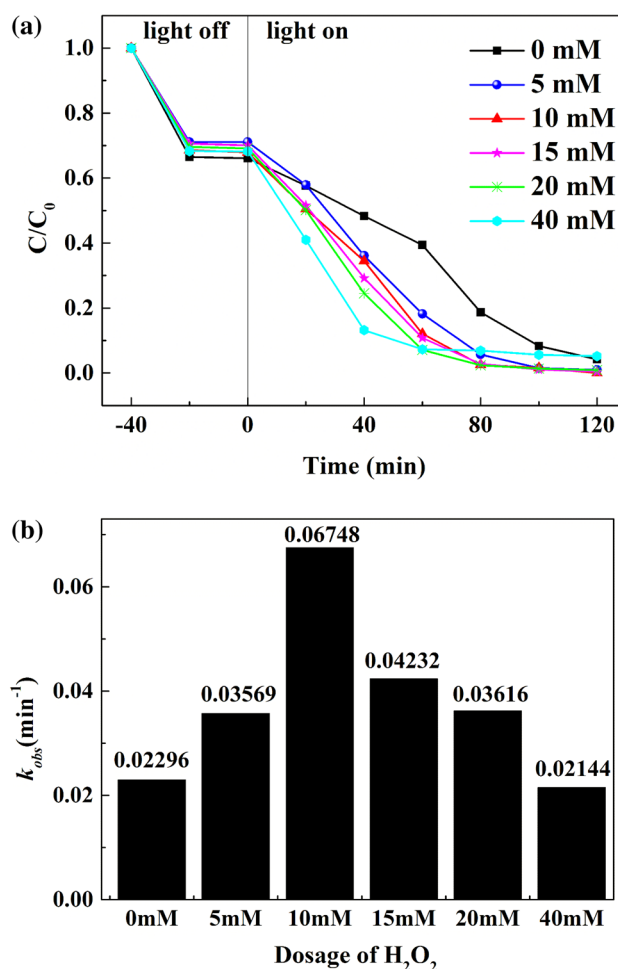 (a)
light off light on
0 mM
5 mM
10 mM
15 mM
20 mM
40 mM
1.0
0.8
0.6
0.4
0.2
0.0
C/C₀
-40 0 40 80 120
Time (min)
(b)
0.06
0.04
0.02
0.00
k_obs(min⁻¹)
0.02296
0.03569
0.06748
0.04232
0.03616
0.02144
0mM 5mM 10mM 15mM 20mM 40mM
Dosage of H₂O₂